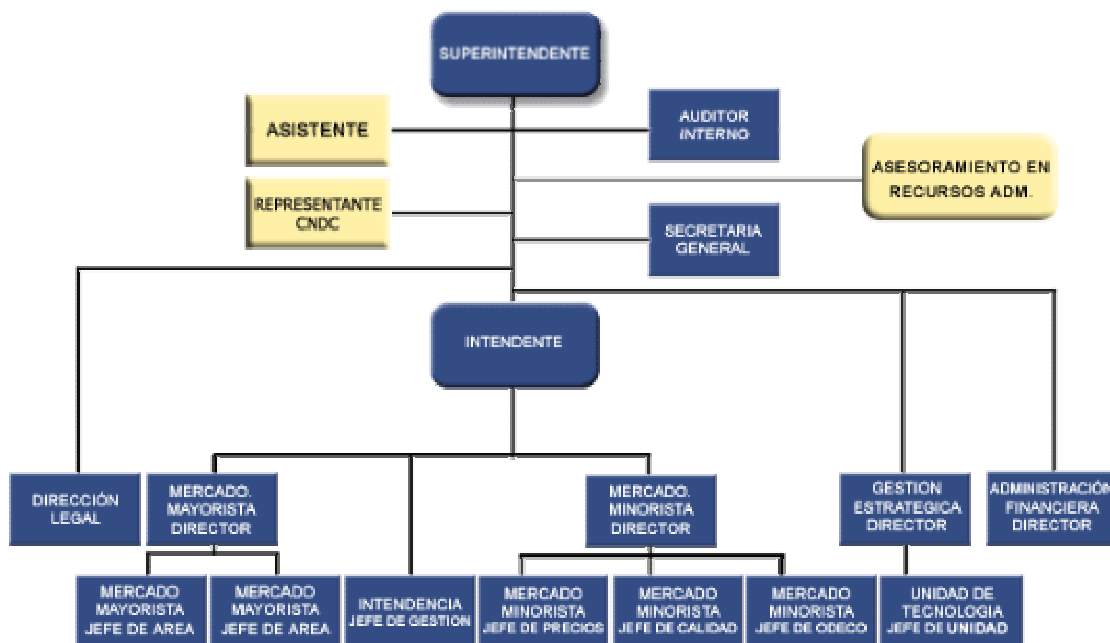 SUPERINTENDENTE
ASISTENTE
AUDITOR
INTERNO
ASESORAMIENTO EN
RECURSOS ADM.
REPRESENTANTE
CNDC
SECRETARIA
GENERAL
INTENDENTE
DIRECCIÓN
LEGAL
MERCADO.
MAYORISTA
DIRECTOR
MERCADO.
MINORISTA
DIRECTOR
GESTION
ESTRATEGICA
DIRECTOR
ADMINISTRACIÓN
FINANCIERA
DIRECTOR
MERCADO
MAYORISTA
JEFE DE AREA
MERCADO
MAYORISTA
JEFE DE AREA
INTENDENCIA
JEFE DE GESTION
MERCADO
MINORISTA
JEFE DE PRECIOS
MERCADO
MINORISTA
JEFE DE CALIDAD
MERCADO
MINORISTA
JEFE DE ODECO
UNIDAD DE
TECNOLOGIA
JEFE DE UNIDAD